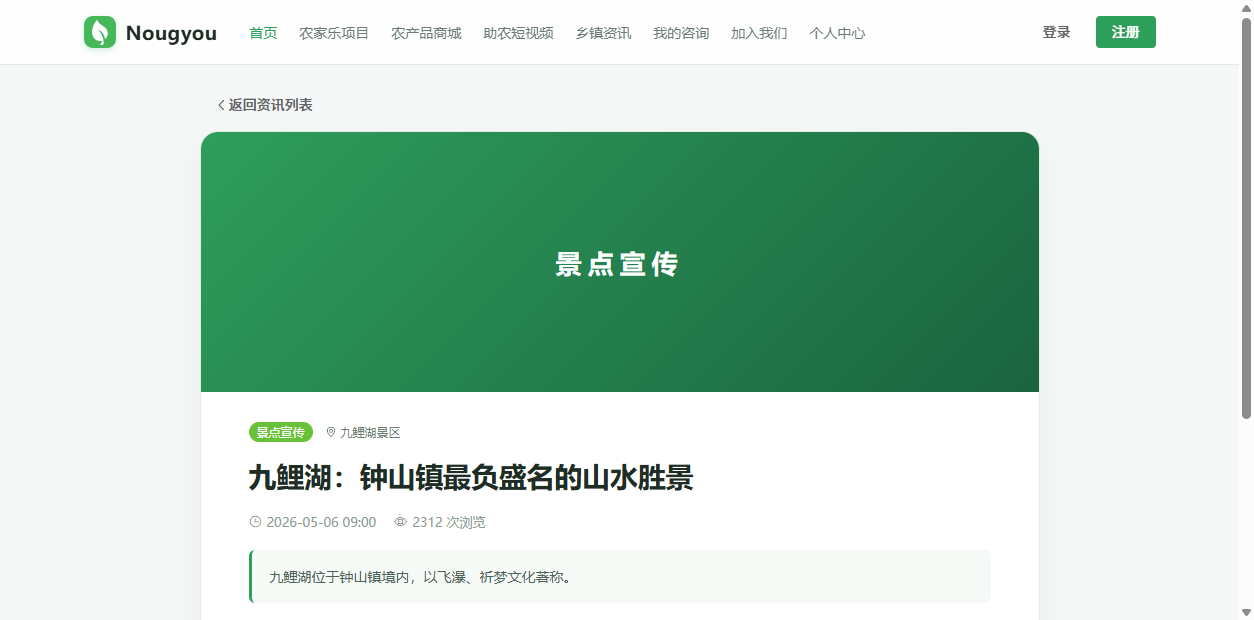 Nougyou 首页 农家乐项目 农产品商城 助农短视频 乡镇资讯 我的咨询 加入我们 个人中心 登录 注册
返回资讯列表
景点宣传
景点宣传 九鲤湖景区
九鲤湖：钟山镇最负盛名的山水胜景
2026-05-06 09:00 2312 次浏览
九鲤湖位于钟山镇境内，以飞瀑、祈梦文化著称。